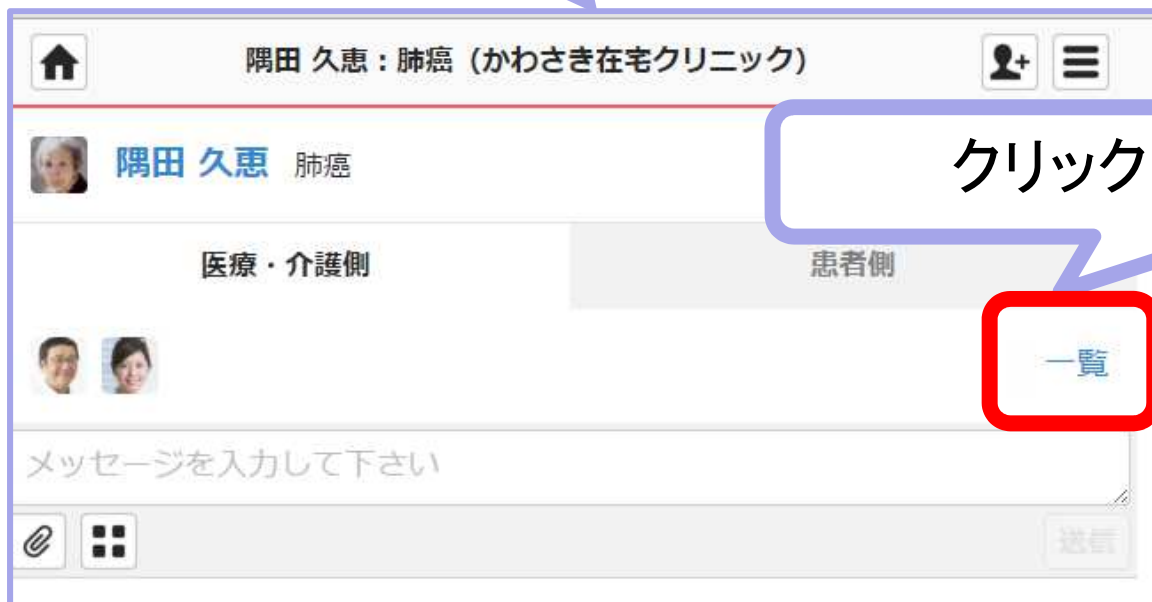 隅田 久恵：肺癌（かわさき在宅クリニック）
隅田 久恵 肺癌
クリック
医療・介護側 患者側
一覧
メッセージを入力して下さい
送信